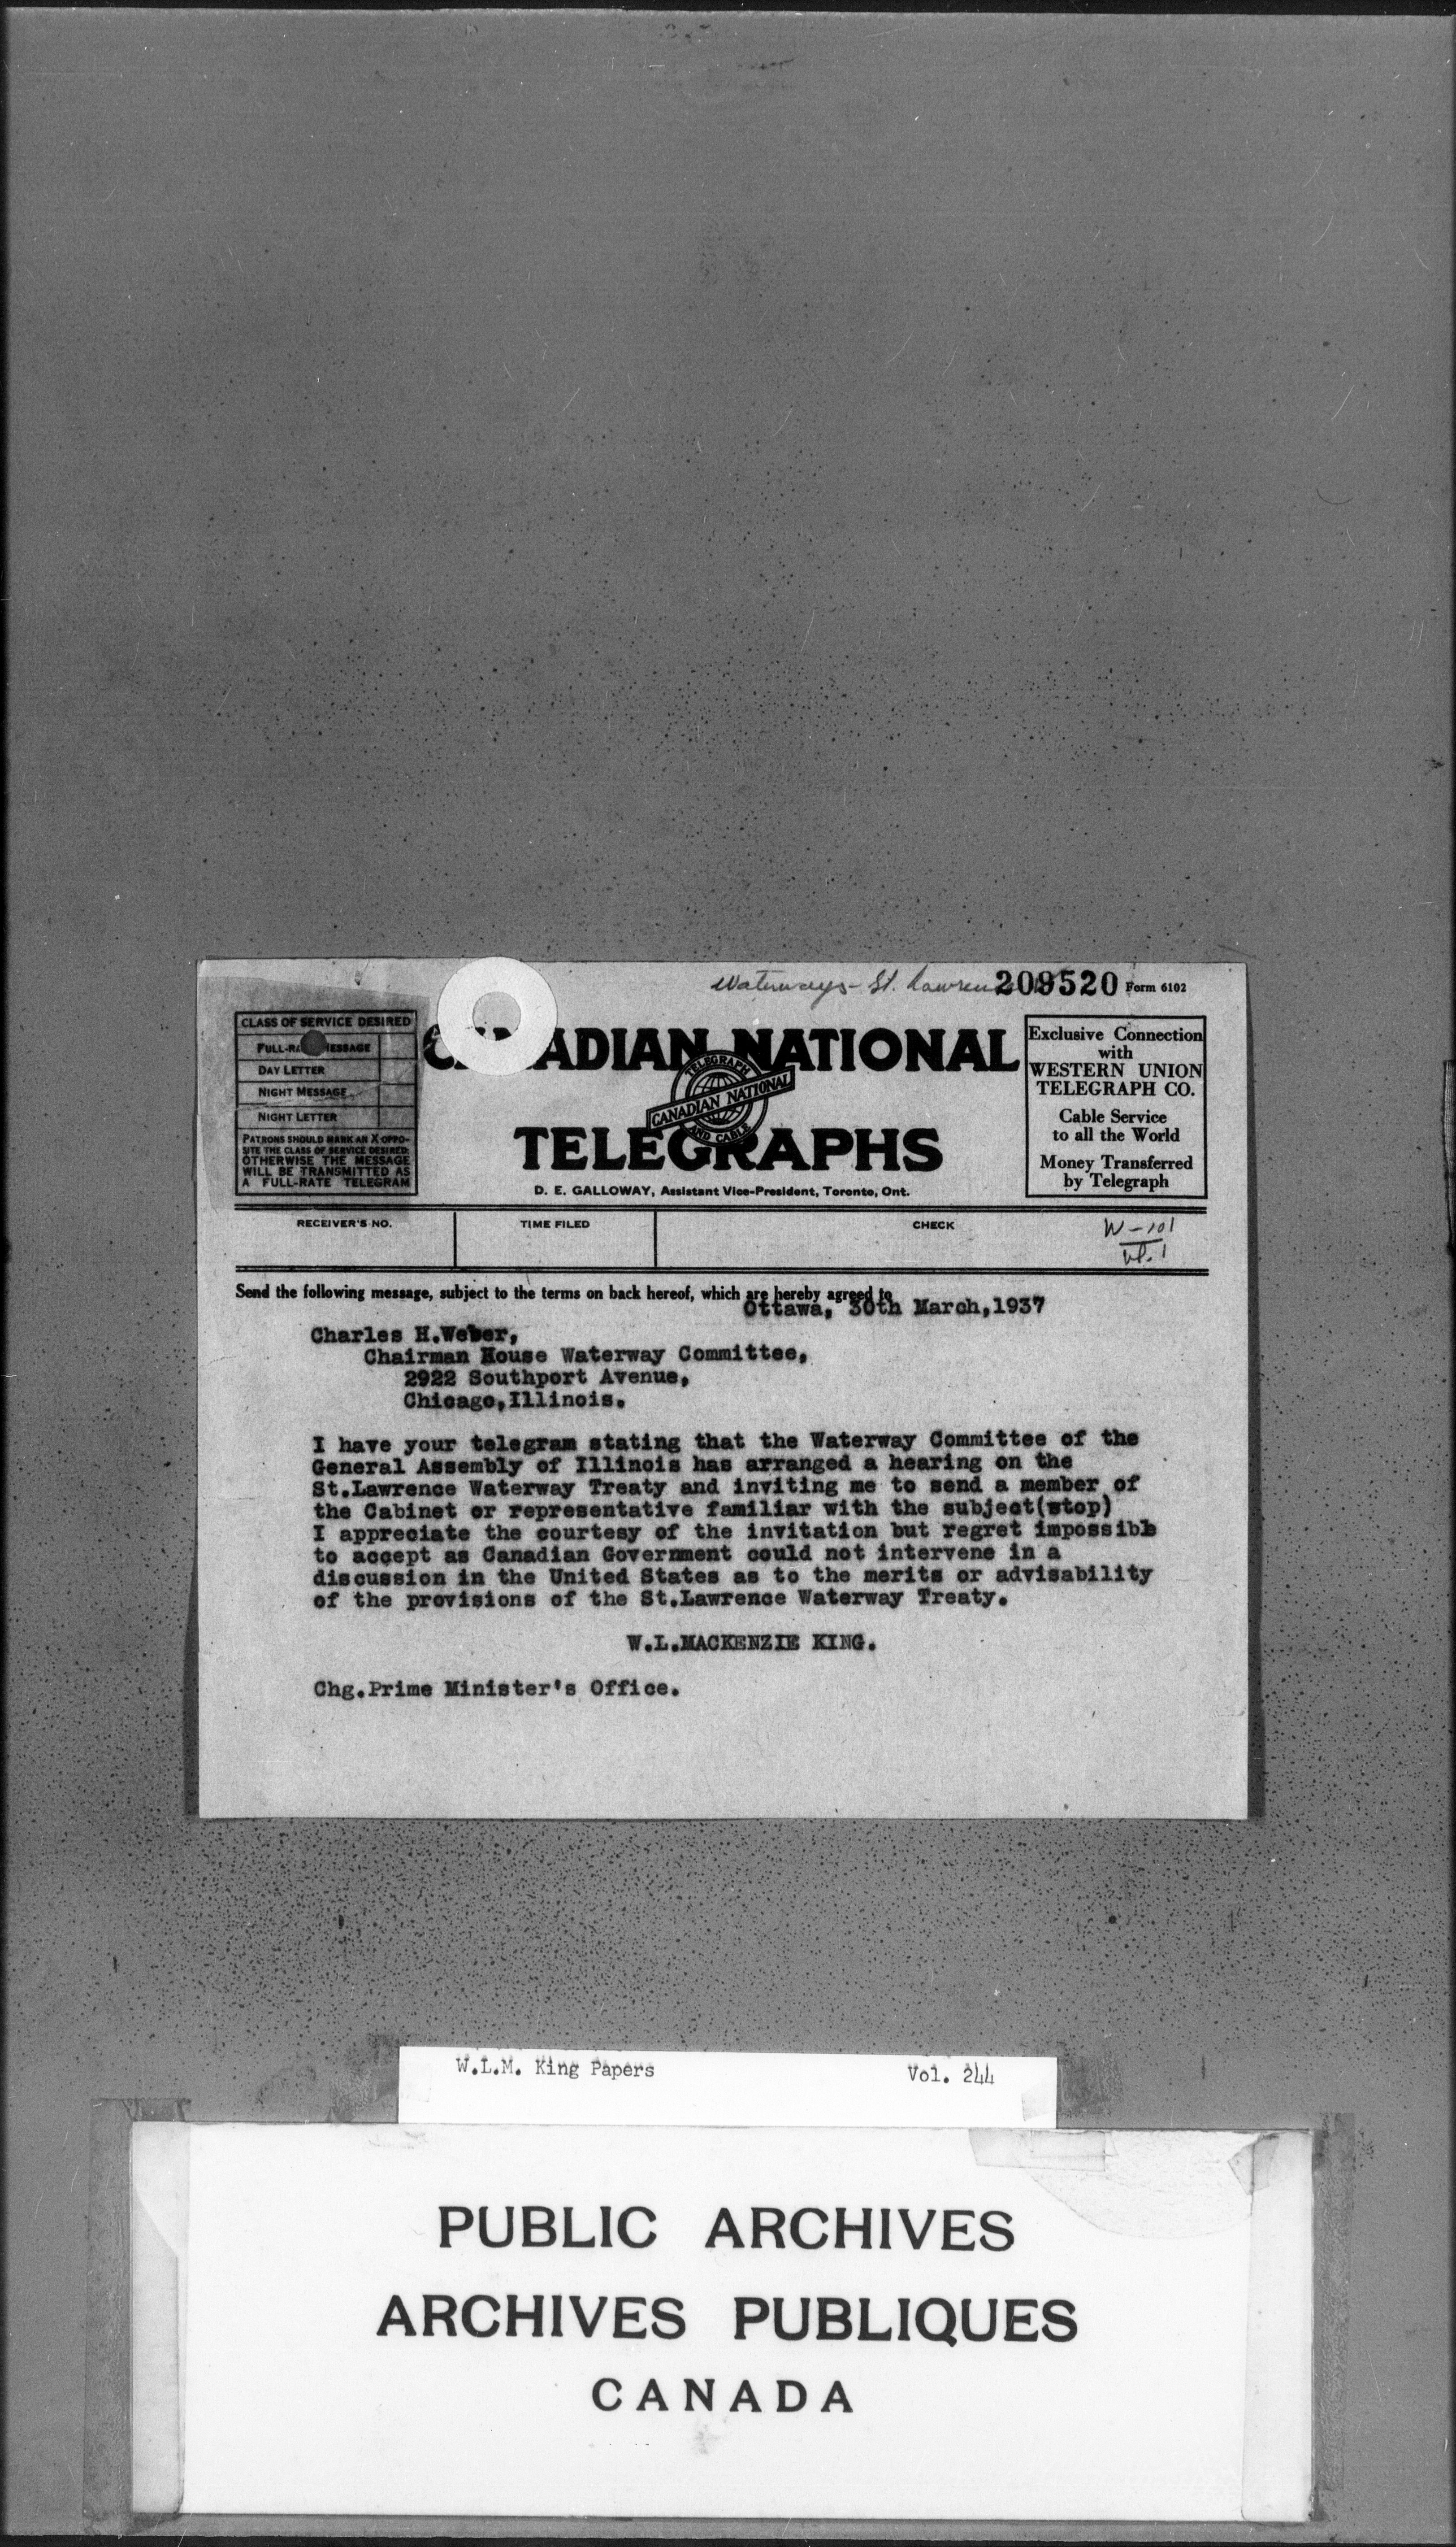 Waterways - St. Lawrence
209520 Form 6102
CLASS OF SERVICE DESIRED
FULL-RA MESSAGE
DAY LETTER
NIGHT MESSAGE
NIGHT LETTER
PATRONS SHOULD MARK AN X OPPO-
SITE THE CLASS OF SERVICE DESIRED;
OTHERWISE THE MESSAGE
WILL BE TRANSMITTED AS
A FULL-RATE TELEGRAM
CANADIAN NATIONAL
TELEGRAPH
CANADIAN NATIONAL
AND CABLE
TELEGRAPHS
D. E. GALLOWAY, Assistant Vice-President, Toronto, Ont.
Exclusive Connection
with
WESTERN UNION
TELEGRAPH CO.
Cable Service
to all the World
Money Transferred
by Telegraph
RECEIVER'S NO. TIME FILED CHECK
W-101
Vl. 1
Send the following message, subject to the terms on back hereof, which are hereby agreed to
Ottawa, 30th March,1937
Charles H.Weber,
Chairman House Waterway Committee,
2922 Southport Avenue,
Chicago,Illinois.
I have your telegram stating that the Waterway Committee of the
General Assembly of Illinois has arranged a hearing on the
St.Lawrence Waterway Treaty and inviting me to send a member of
the Cabinet or representative familiar with the subject(stop)
I appreciate the courtesy of the invitation but regret impossible
to accept as Canadian Government could not intervene in a
discussion in the United States as to the merits or advisability
of the provisions of the St.Lawrence Waterway Treaty.
W.L.MACKENZIE KING.
Chg.Prime Minister's Office.
W.L.M. King Papers Vol. 244
PUBLIC ARCHIVES
ARCHIVES PUBLIQUES
CANADA